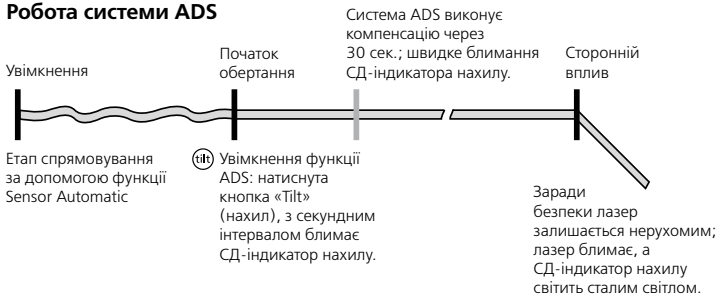 Робота системи ADS
Система ADS виконує
компенсацію через
30 сек.; швидке блимання
СД-індикатора нахилу.
Увімкнення
Початок
обертання
Сторонній
вплив
Етап спрямовування
за допомогою функції
Sensor Automatic
tilt
Увімкнення функції
ADS: натиснута
кнопка «Tilt»
(нахил), з секундним
інтервалом блимає
СД-індикатор нахилу.
Заради
безпеки лазер
залишається нерухомим;
лазер блимає, а
СД-індикатор нахилу
світить сталим світлом.